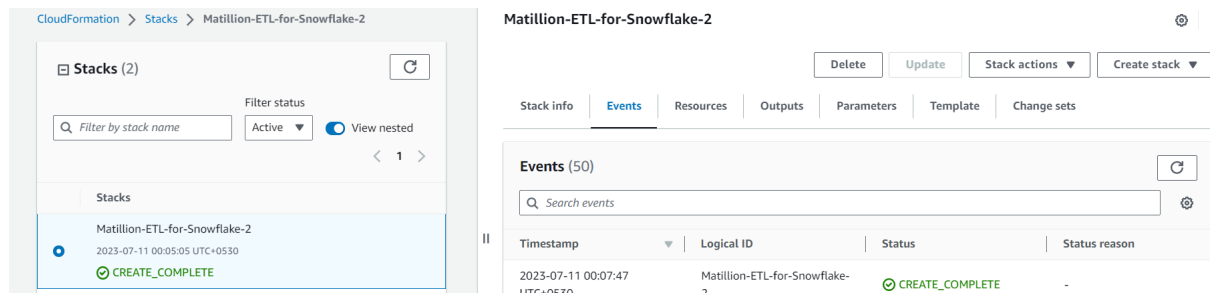 CloudFormation > Stacks > Matillion-ETL-for-Snowflake-2
Stacks (2)
Filter status
Filter by stack name
Active
View nested
1
Stacks
Matillion-ETL-for-Snowflake-2
2023-07-11 00:05:05 UTC+0530
CREATE_COMPLETE
Matillion-ETL-for-Snowflake-2
Delete Update Stack actions Create stack
Stack info Events Resources Outputs Parameters Template Change sets
Events (50)
Search events
Timestamp Logical ID Status Status reason
2023-07-11 00:07:47 Matillion-ETL-for-Snowflake- CREATE_COMPLETE -
UTC+0530 2